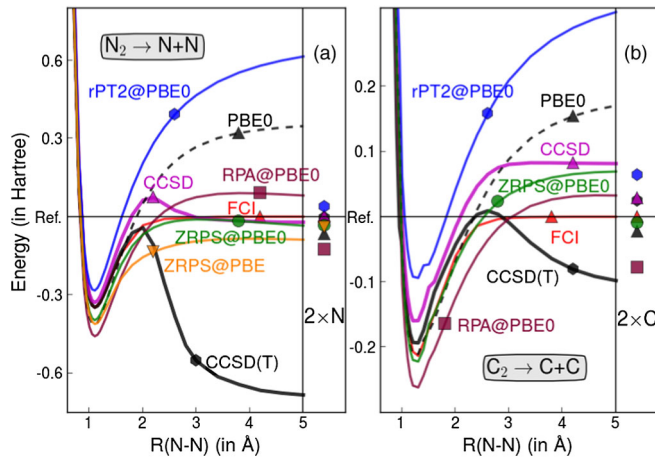 N₂ → N+N
(a)
rPT2@PBE0
PBE0
CCSD
RPA@PBE0
FCI
ZRPS@PBE0
ZRPS@PBE
CCSD(T)
2×N
0.6
0.3
Ref.
-0.3
-0.6
Energy (in Hartree)
1 2 3 4 5
R(N-N) (in Å)
(b)
rPT2@PBE0
PBE0
CCSD
ZRPS@PBE0
FCI
CCSD(T)
RPA@PBE0
C₂ → C+C
2×C
0.2
0.1
Ref.
-0.1
-0.2
1 2 3 4 5
R(N-N) (in Å)